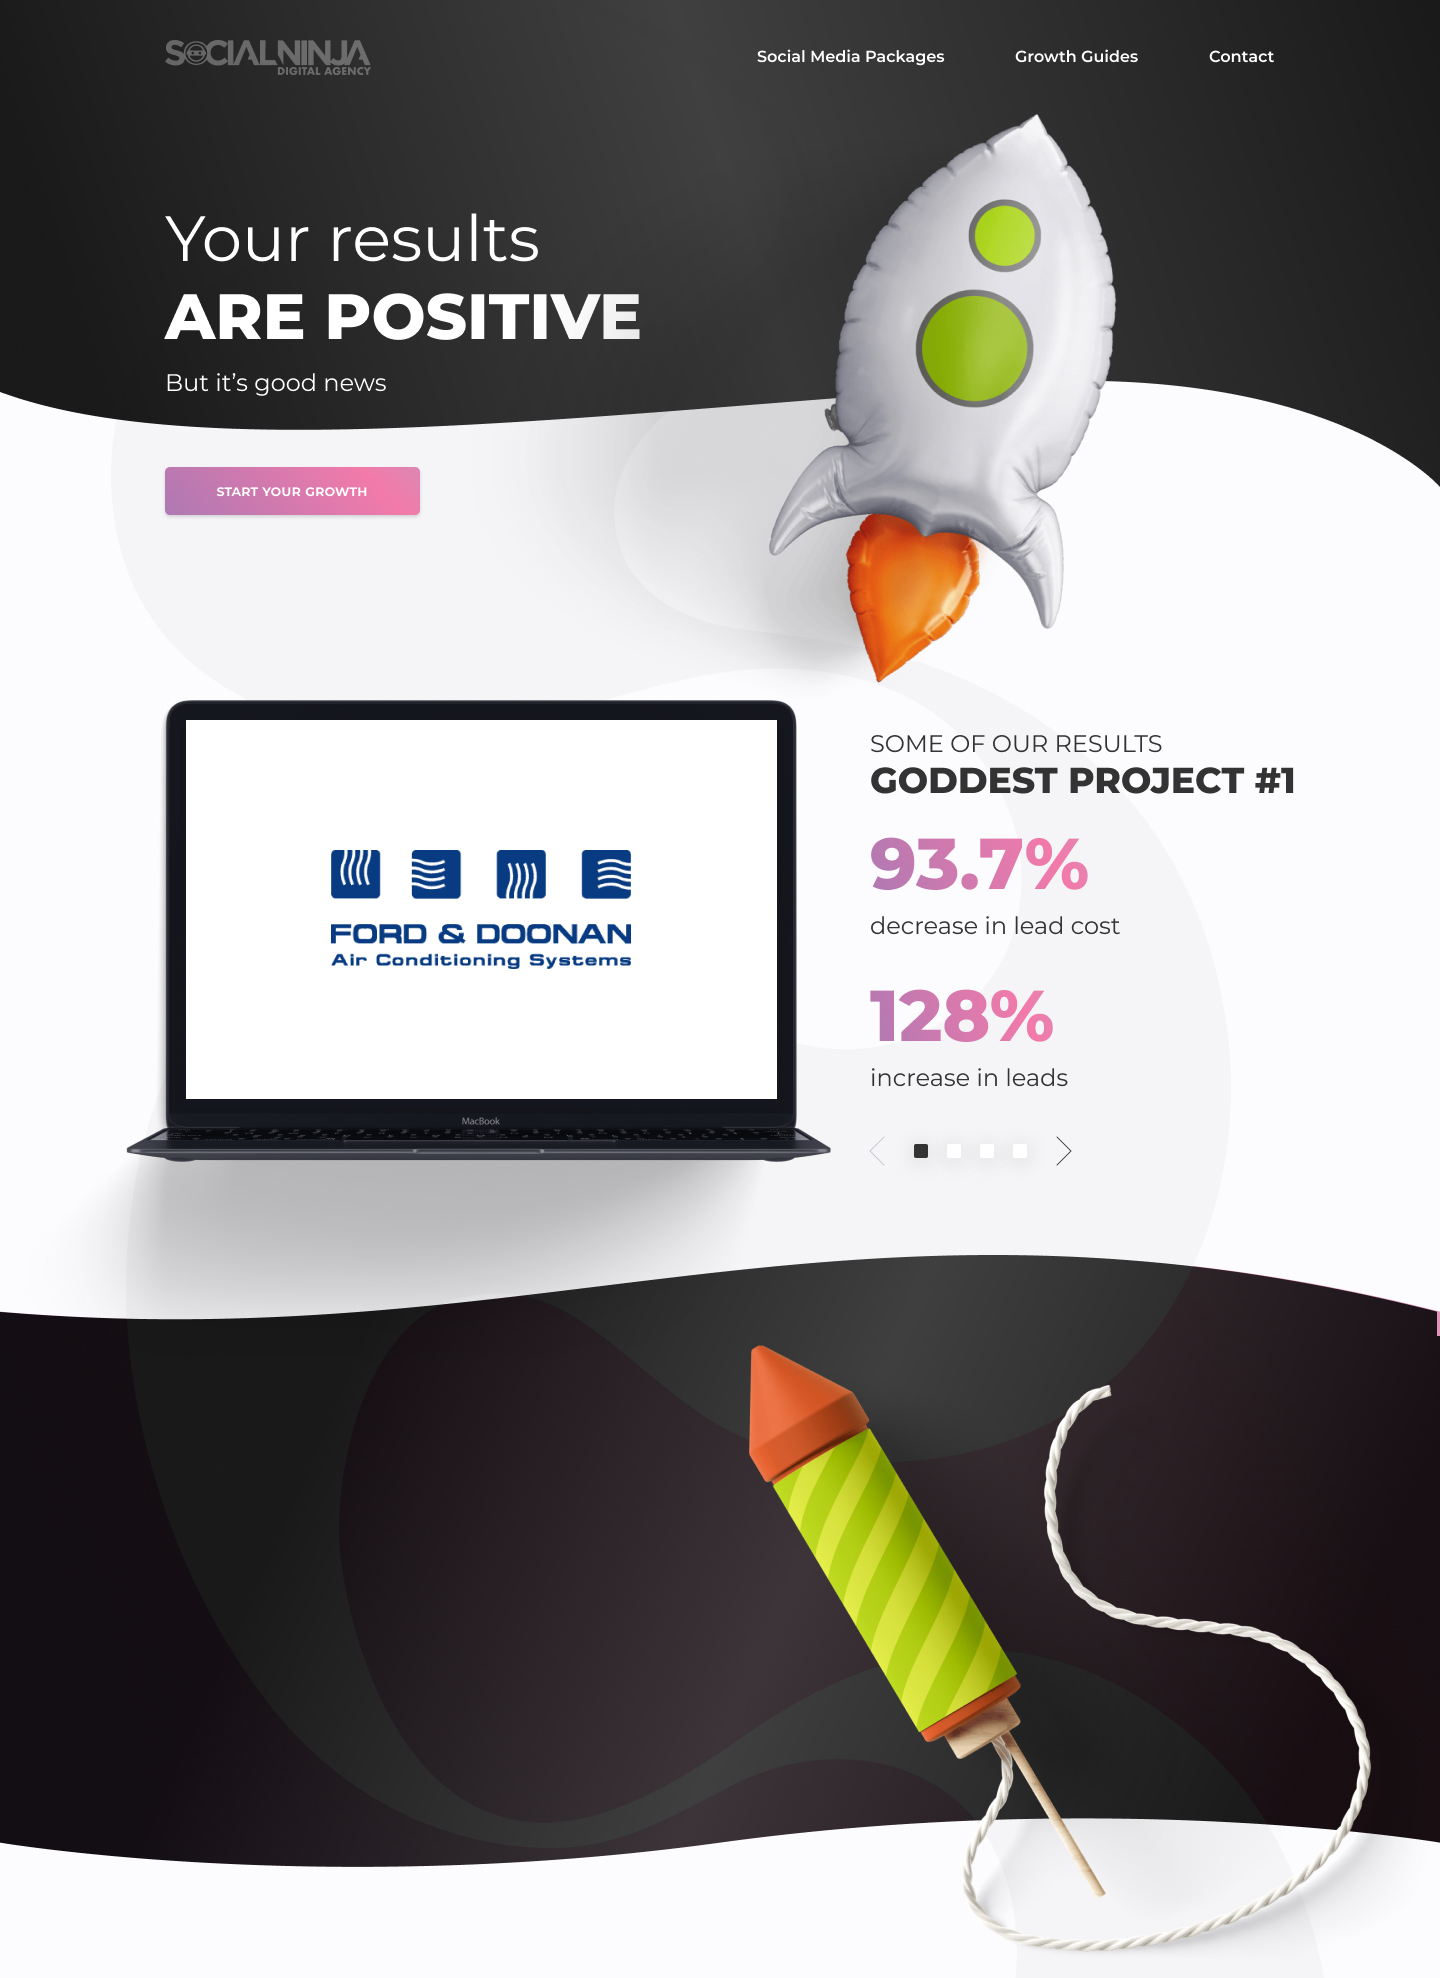 SOCIALNINJA
DIGITAL AGENCY
Social Media Packages
Growth Guides
Contact
Your results
ARE POSITIVE
But it’s good news
START YOUR GROWTH
FORD & DOONAN
Air Conditioning Systems
MacBook
SOME OF OUR RESULTS
GODDEST PROJECT #1
93.7%
decrease in lead cost
128%
increase in leads